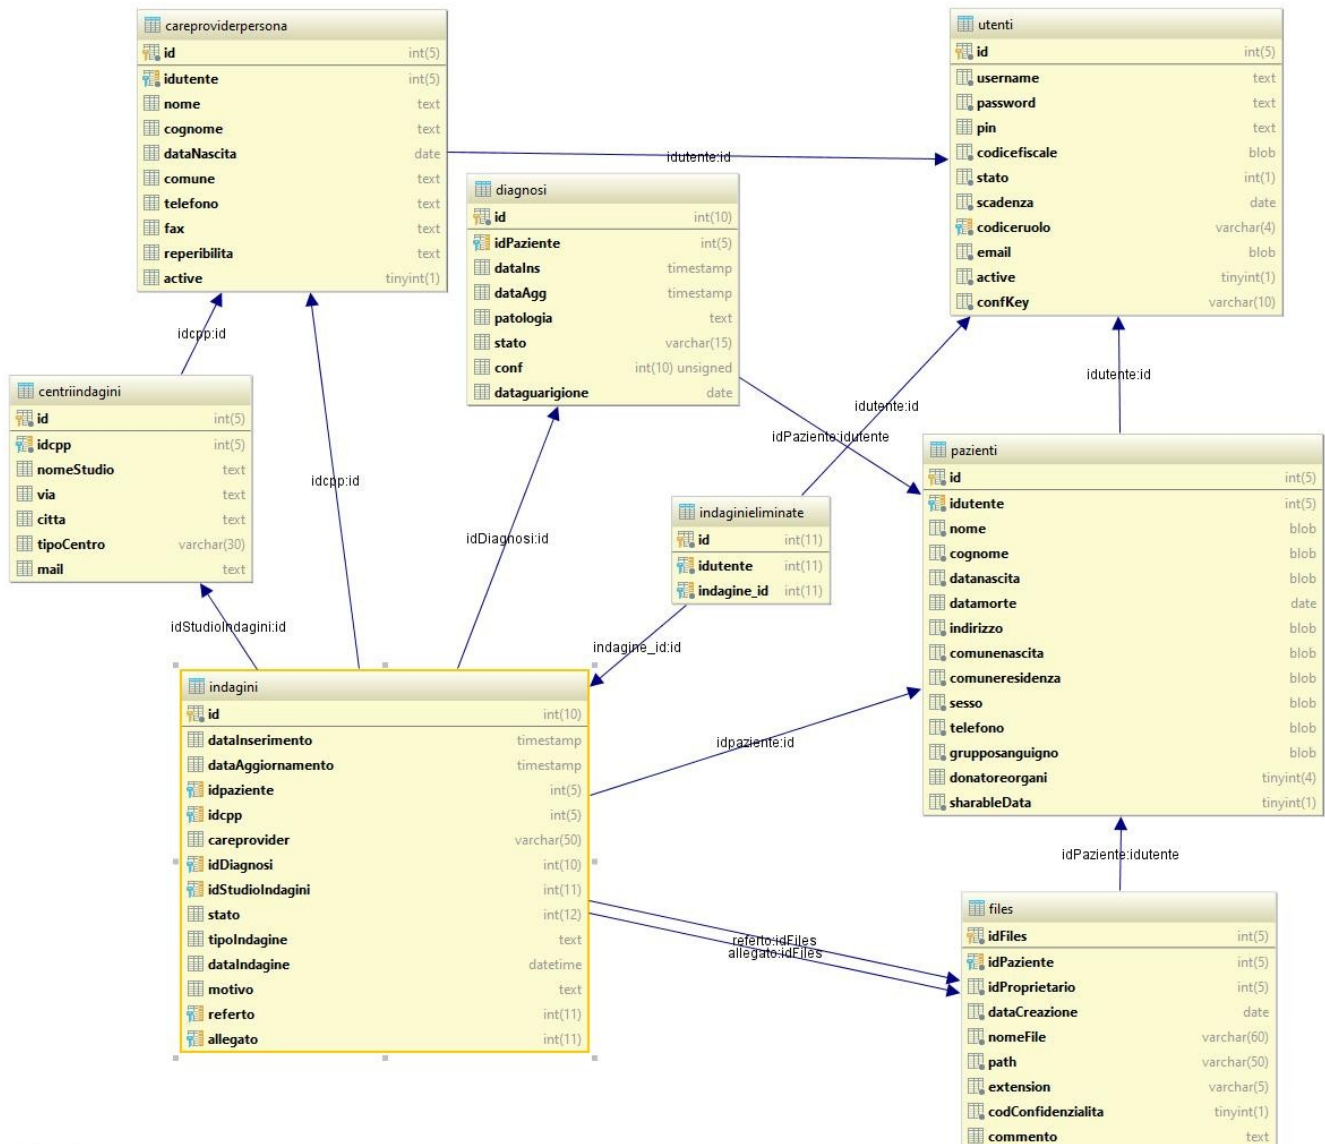 careproviderpersona
id int(5)
idutente int(5)
nome text
cognome text
dataNascita date
comune text
telefono text
fax text
reperibilita text
active tinyint(1)
utenti
id int(5)
username text
password text
pin text
codicefiscale blob
stato int(1)
scadenza date
codiceruolo varchar(4)
email blob
active tinyint(1)
confKey varchar(10)
idutente:id
diagnosi
id int(10)
idPaziente int(5)
dataIns timestamp
dataAgg timestamp
patologia text
stato varchar(15)
conf int(10) unsigned
dataguarigione date
idcpp:id
centriindagini
id int(5)
idcpp int(5)
nomeStudio text
via text
citta text
tipoCentro varchar(30)
mail text
idcpp:id
idDiagnosi:id
idPaziente:idutente
idutente:id
idutente:id
indaginieliminate
id int(11)
idutente int(11)
indagine_id int(11)
pazienti
id int(5)
idutente int(5)
nome blob
cognome blob
datanascita blob
datamorte date
indirizzo blob
comunenascita blob
comuneresidenza blob
sesso blob
telefono blob
grupposanguigno blob
donatoreorgani tinyint(4)
sharableData tinyint(1)
idStudioIndagini:id
indagine_id:id
indagini
id int(10)
dataInserimento timestamp
dataAggiornamento timestamp
idpaziente int(5)
idcpp int(5)
careprovider varchar(50)
idDiagnosi int(10)
idStudioIndagini int(11)
stato int(12)
tipoIndagine text
dataIndagine datetime
motivo text
referto int(11)
allegato int(11)
idpaziente:id
idPaziente:idutente
referto:idFiles
allegato:idFiles
files
idFiles int(5)
idPaziente int(5)
idProprietario int(5)
dataCreazione date
nomeFile varchar(60)
path varchar(50)
extension varchar(5)
codConfidenzialita tinyint(1)
commento text